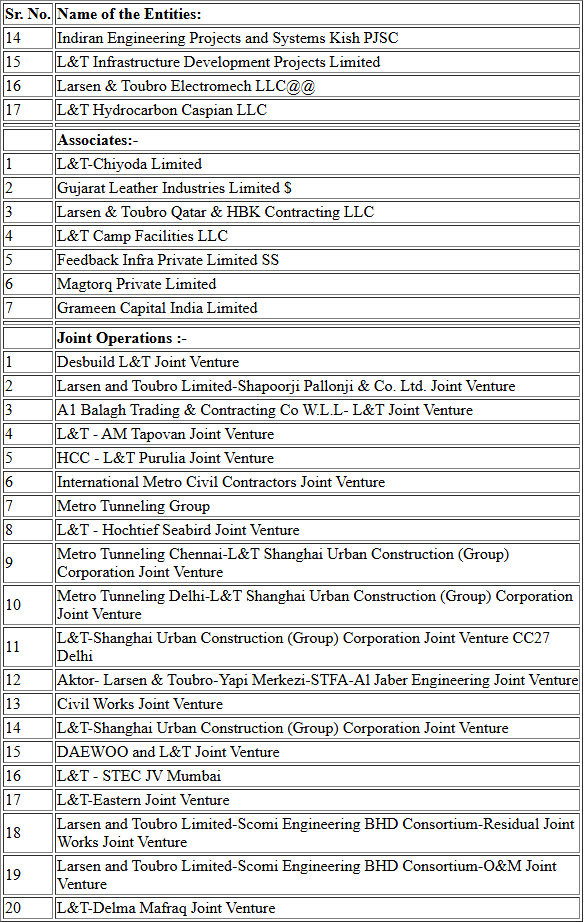 Sr. No. Name of the Entities:
14 Indiran Engineering Projects and Systems Kish PJSC
15 L&T Infrastructure Development Projects Limited
16 Larsen & Toubro Electromech LLC@@
17 L&T Hydrocarbon Caspian LLC
Associates:-
1 L&T-Chiyoda Limited
2 Gujarat Leather Industries Limited $
3 Larsen & Toubro Qatar & HBK Contracting LLC
4 L&T Camp Facilities LLC
5 Feedback Infra Private Limited SS
6 Magtorq Private Limited
7 Grameen Capital India Limited
Joint Operations :-
1 Desbuild L&T Joint Venture
2 Larsen and Toubro Limited-Shapoorji Pallonji & Co. Ltd. Joint Venture
3 A1 Balagh Trading & Contracting Co W.L.L- L&T Joint Venture
4 L&T - AM Tapovan Joint Venture
5 HCC - L&T Purulia Joint Venture
6 International Metro Civil Contractors Joint Venture
7 Metro Tunneling Group
8 L&T - Hochtief Seabird Joint Venture
9 Metro Tunneling Chennai-L&T Shanghai Urban Construction (Group)
Corporation Joint Venture
10 Metro Tunneling Delhi-L&T Shanghai Urban Construction (Group) Corporation
Joint Venture
11 L&T-Shanghai Urban Construction (Group) Corporation Joint Venture CC27
Delhi
12 Aktor- Larsen & Toubro-Yapi Merkezi-STFA-Al Jaber Engineering Joint Venture
13 Civil Works Joint Venture
14 L&T-Shanghai Urban Construction (Group) Corporation Joint Venture
15 DAEWOO and L&T Joint Venture
16 L&T - STEC JV Mumbai
17 L&T-Eastern Joint Venture
18 Larsen and Toubro Limited-Scomi Engineering BHD Consortium-Residual Joint
Works Joint Venture
19 Larsen and Toubro Limited-Scomi Engineering BHD Consortium-O&M Joint
Venture
20 L&T-Delma Mafraq Joint Venture